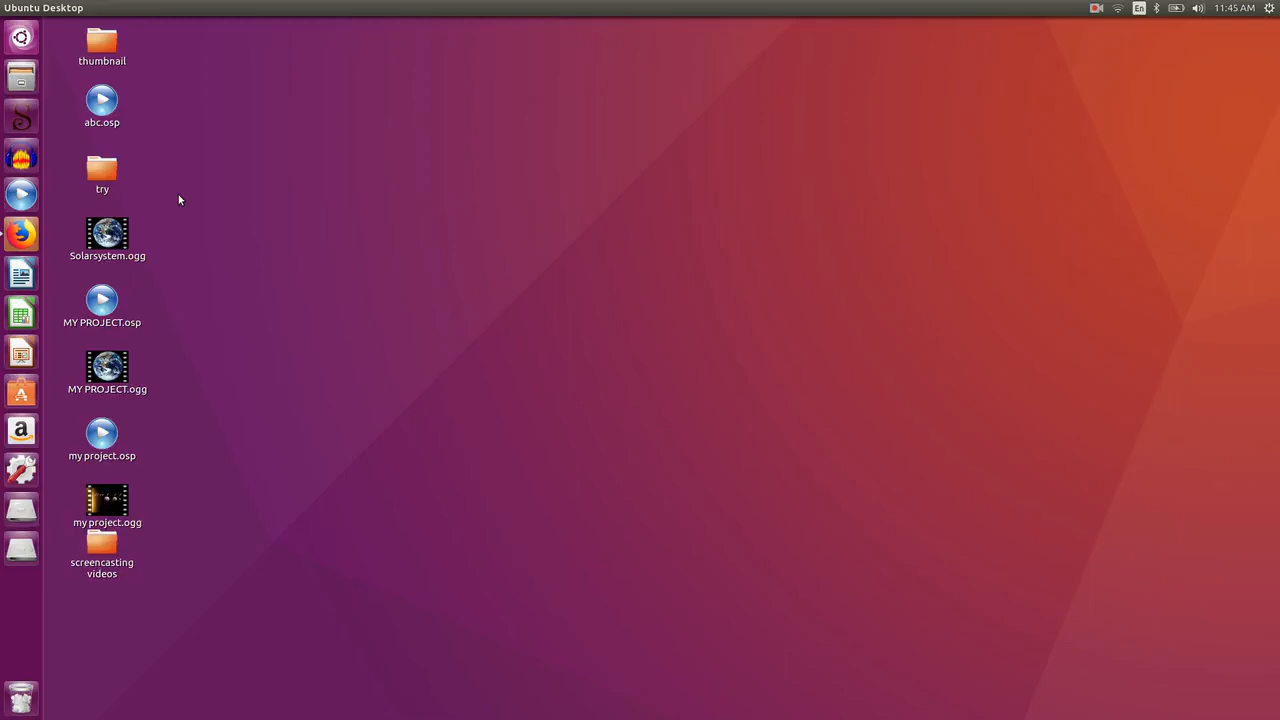 Ubuntu Desktop
En
11:45 AM
thumbnail
abc.osp
try
Solarsystem.ogg
MY PROJECT.osp
MY PROJECT.ogg
my project.osp
my project.ogg
screencasting
videos